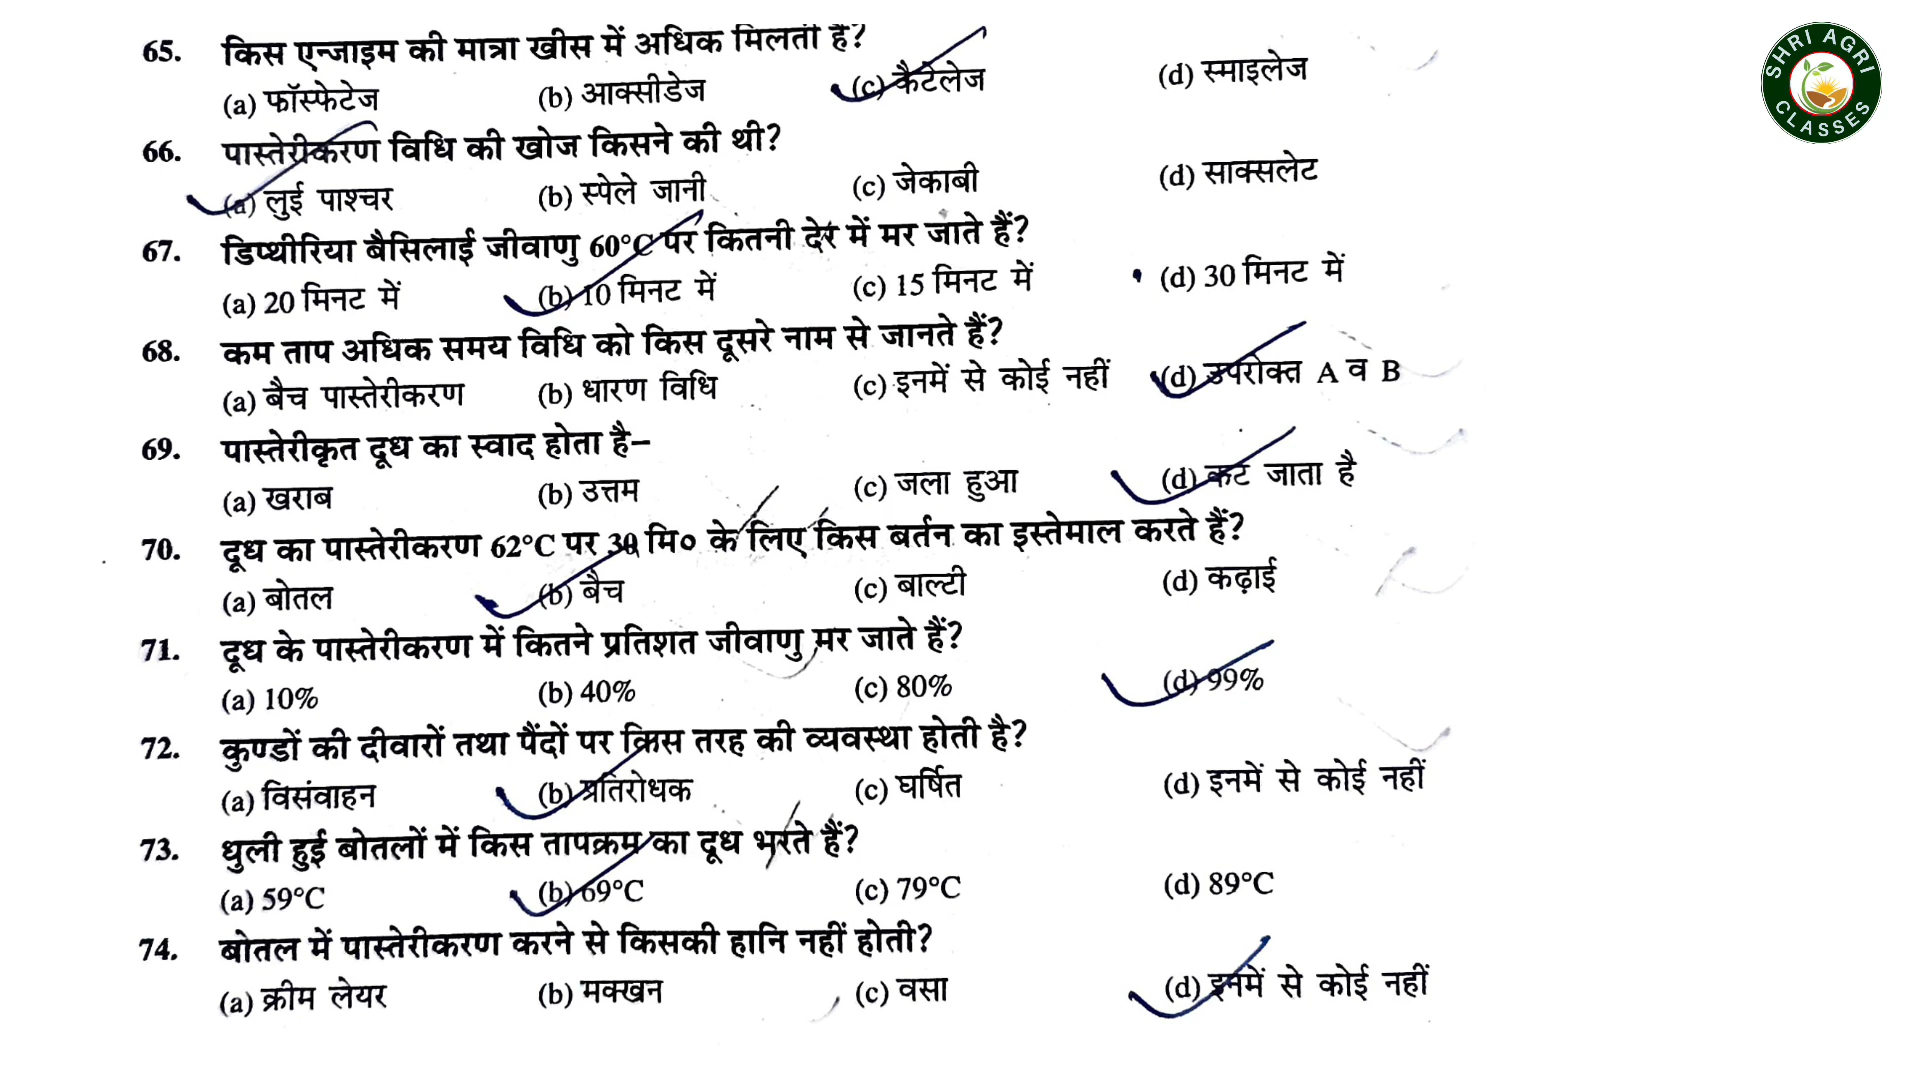 SHRI AGRI CLASSES
65. किस एन्जाइम की मात्रा खीस में अधिक मिलती है?
(a) फॉस्फेटेज (b) आक्सीडेज (c) कैटेलेज (d) स्माइलेज
66. पास्तेरीकरण विधि की खोज किसने की थी?
(a) लुई पाश्चर (b) स्पेले जानी (c) जेकाबी (d) साक्सलेट
67. डिप्थीरिया बैसिलाई जीवाणु 60°C पर कितनी देर में मर जाते हैं?
(a) 20 मिनट में (b) 10 मिनट में (c) 15 मिनट में (d) 30 मिनट में
68. कम ताप अधिक समय विधि को किस दूसरे नाम से जानते हैं?
(a) बैच पास्तेरीकरण (b) धारण विधि (c) इनमें से कोई नहीं (d) उपरोक्त A व B
69. पास्तेरीकृत दूध का स्वाद होता है–
(a) खराब (b) उत्तम (c) जला हुआ (d) कट जाता है
70. दूध का पास्तेरीकरण 62°C पर 30 मि० के लिए किस बर्तन का इस्तेमाल करते हैं?
(a) बोतल (b) बैच (c) बाल्टी (d) कढ़ाई
71. दूध के पास्तेरीकरण में कितने प्रतिशत जीवाणु मर जाते हैं?
(a) 10% (b) 40% (c) 80% (d) 99%
72. कुण्डों की दीवारों तथा पैंदों पर किस तरह की व्यवस्था होती है?
(a) विसंवाहन (b) प्रतिरोधक (c) घर्षित (d) इनमें से कोई नहीं
73. धुली हुई बोतलों में किस तापक्रम का दूध भरते हैं?
(a) 59°C (b) 69°C (c) 79°C (d) 89°C
74. बोतल में पास्तेरीकरण करने से किसकी हानि नहीं होती?
(a) क्रीम लेयर (b) मक्खन (c) वसा (d) इनमें से कोई नहीं